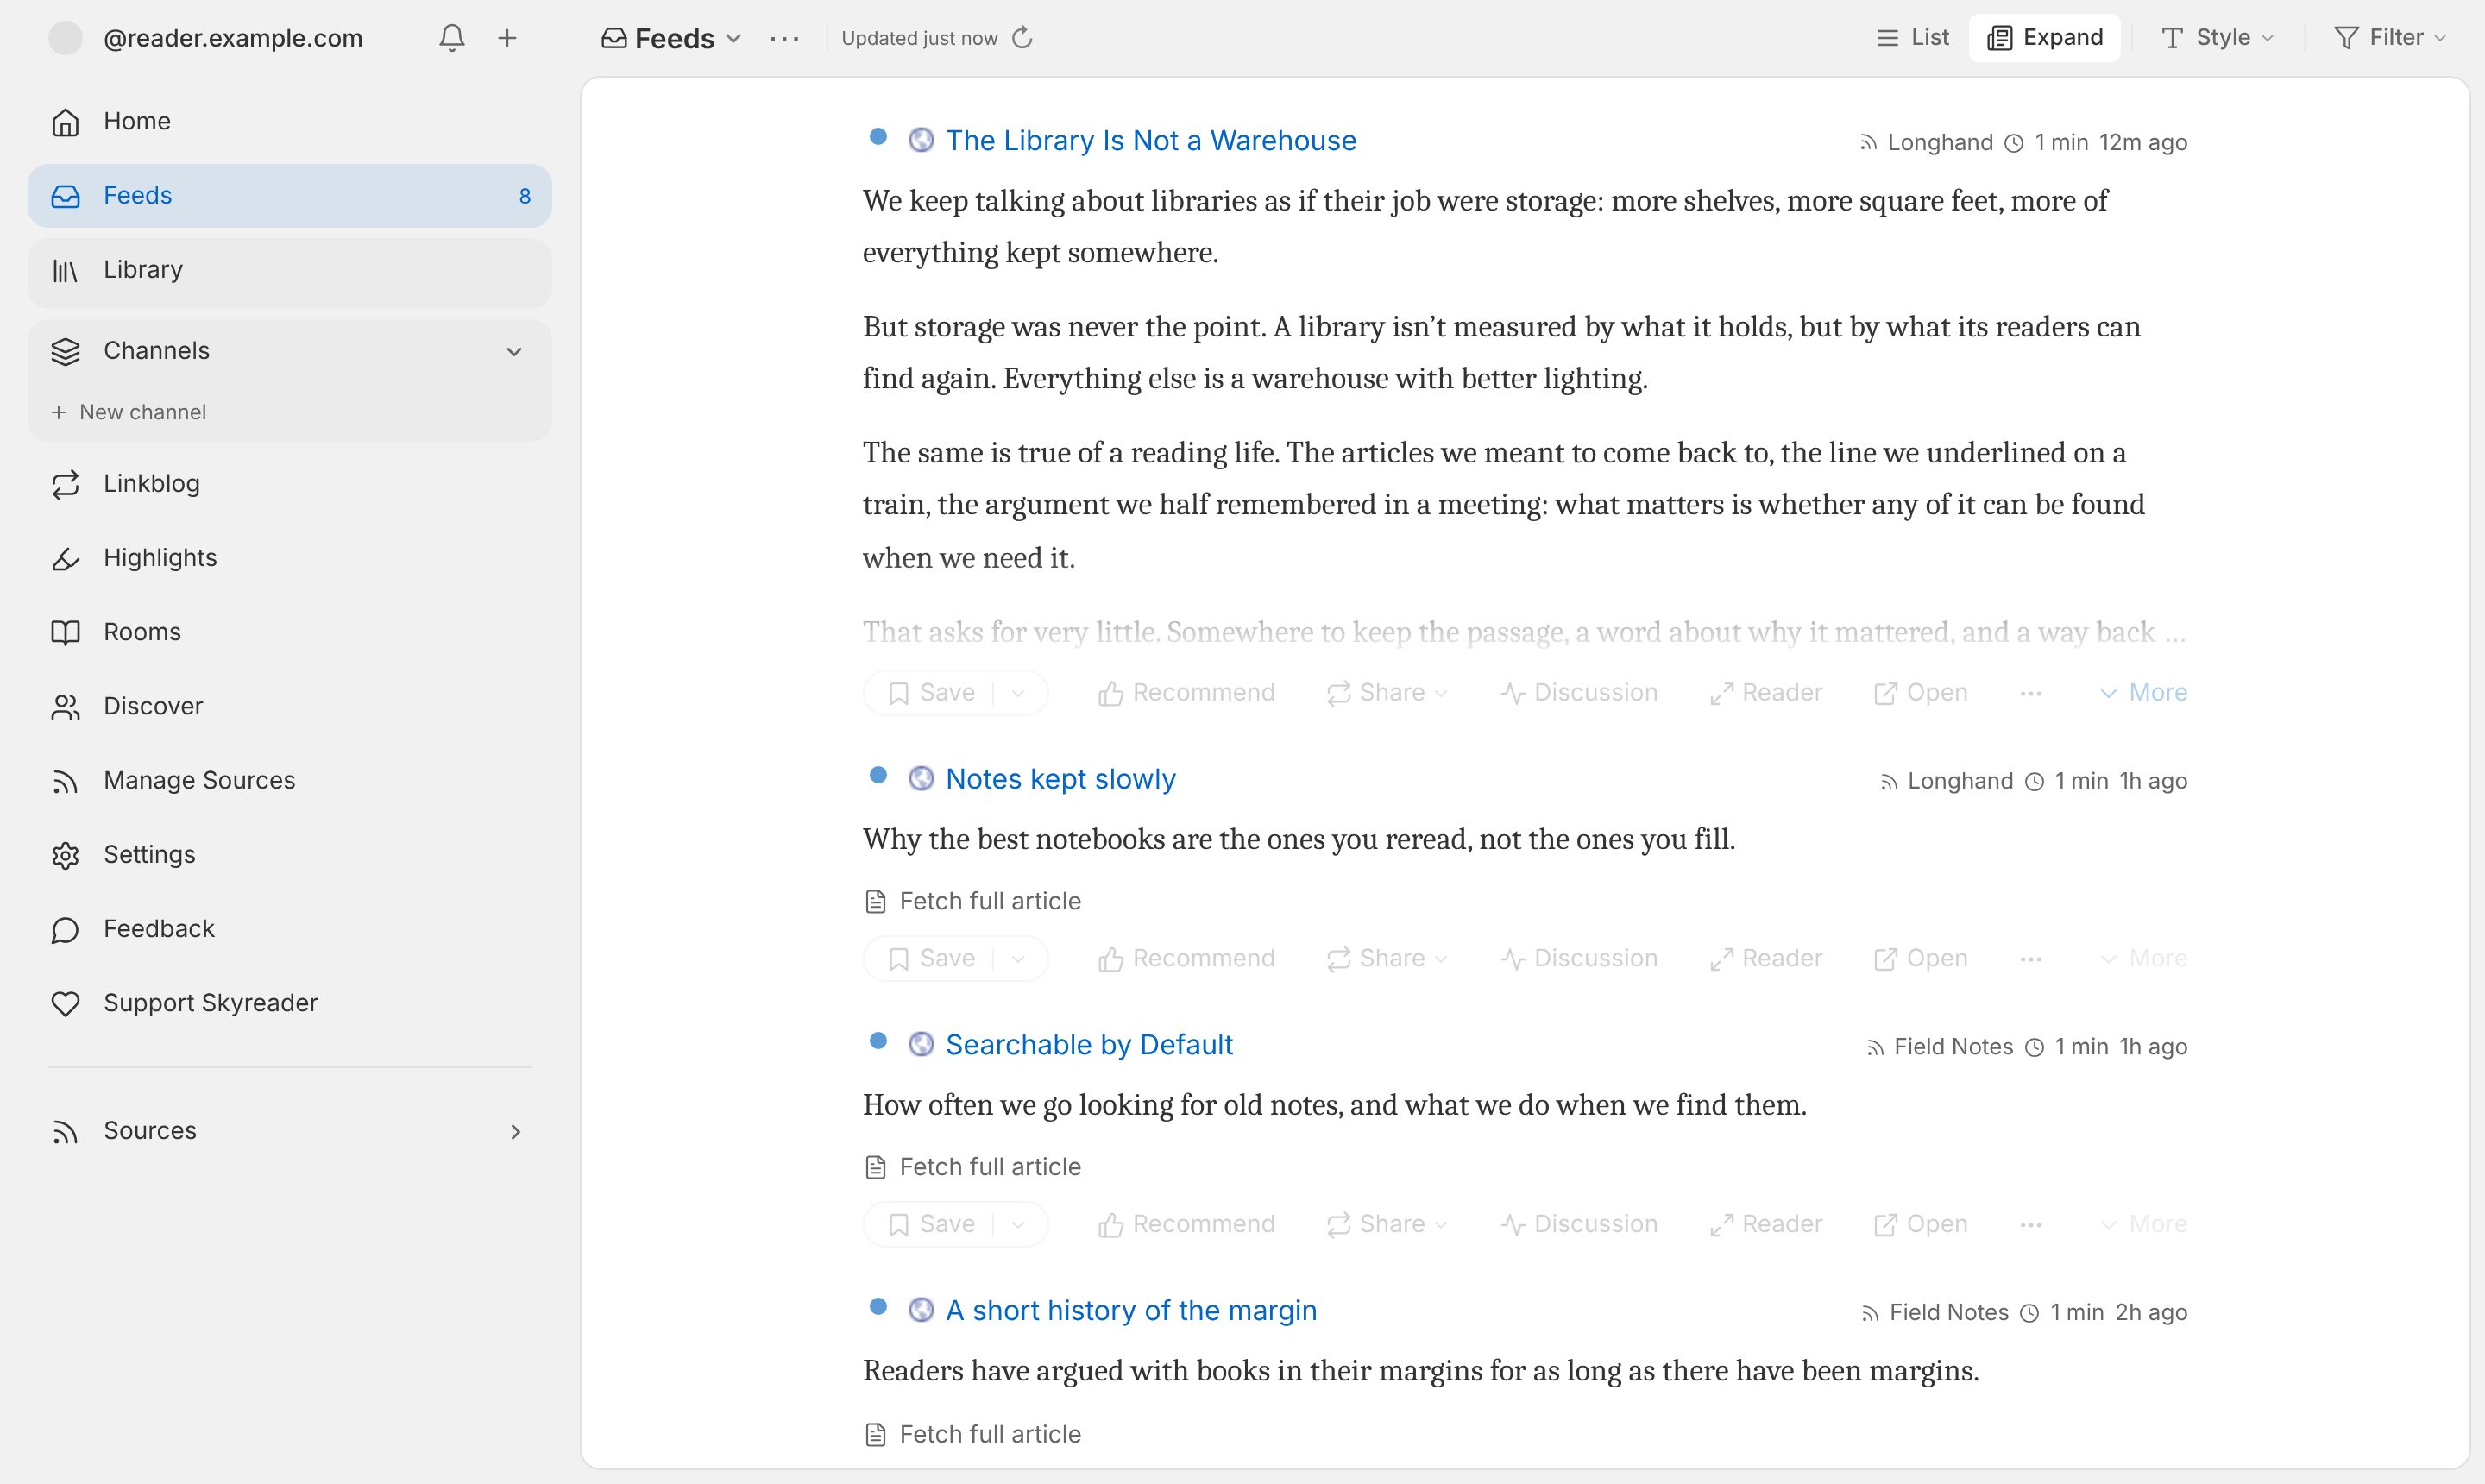 @reader.example.com
Home
Feeds 8
Library
Channels
+ New channel
Linkblog
Highlights
Rooms
Discover
Manage Sources
Settings
Feedback
Support Skyreader
Sources
Feeds ... Updated just now
List Expand Style Filter
The Library Is Not a Warehouse Longhand 1 min 12m ago
We keep talking about libraries as if their job were storage: more shelves, more square feet, more of
everything kept somewhere.
But storage was never the point. A library isn’t measured by what it holds, but by what its readers can
find again. Everything else is a warehouse with better lighting.
The same is true of a reading life. The articles we meant to come back to, the line we underlined on a
train, the argument we half remembered in a meeting: what matters is whether any of it can be found
when we need it.
That asks for very little. Somewhere to keep the passage, a word about why it mattered, and a way back ...
Save Recommend Share Discussion Reader Open ... More
Notes kept slowly Longhand 1 min 1h ago
Why the best notebooks are the ones you reread, not the ones you fill.
Fetch full article
Save Recommend Share Discussion Reader Open ... More
Searchable by Default Field Notes 1 min 1h ago
How often we go looking for old notes, and what we do when we find them.
Fetch full article
Save Recommend Share Discussion Reader Open ... More
A short history of the margin Field Notes 1 min 2h ago
Readers have argued with books in their margins for as long as there have been margins.
Fetch full article